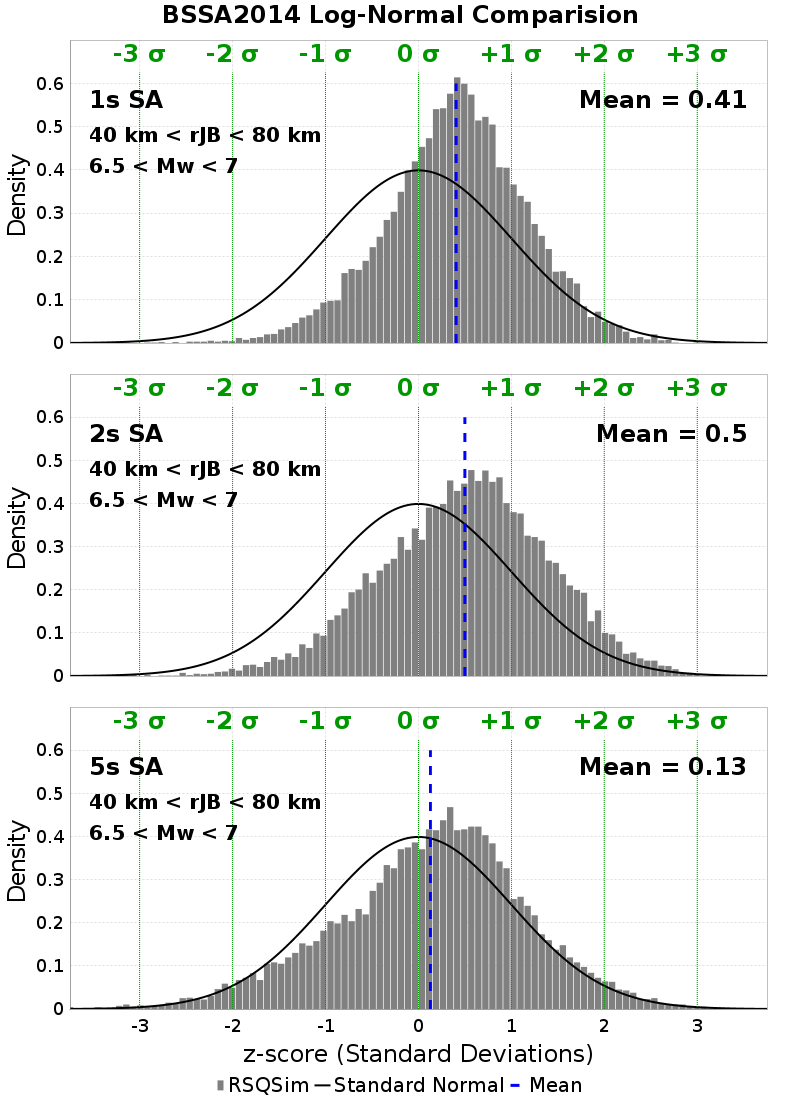 BSSA2014 Log-Normal Comparision
-3 σ -2 σ -1 σ 0 σ +1 σ +2 σ +3 σ
1s SA
Mean = 0.41
40 km < rJB < 80 km
6.5 < Mw < 7
Density
0.6
0.5
0.4
0.3
0.2
0.1
0
-3 σ -2 σ -1 σ 0 σ +1 σ +2 σ +3 σ
2s SA
Mean = 0.5
40 km < rJB < 80 km
6.5 < Mw < 7
Density
0.6
0.5
0.4
0.3
0.2
0.1
0
-3 σ -2 σ -1 σ 0 σ +1 σ +2 σ +3 σ
5s SA
Mean = 0.13
40 km < rJB < 80 km
6.5 < Mw < 7
Density
0.6
0.5
0.4
0.3
0.2
0.1
0
-3 -2 -1 0 1 2 3
z-score (Standard Deviations)
RSQSim Standard Normal Mean